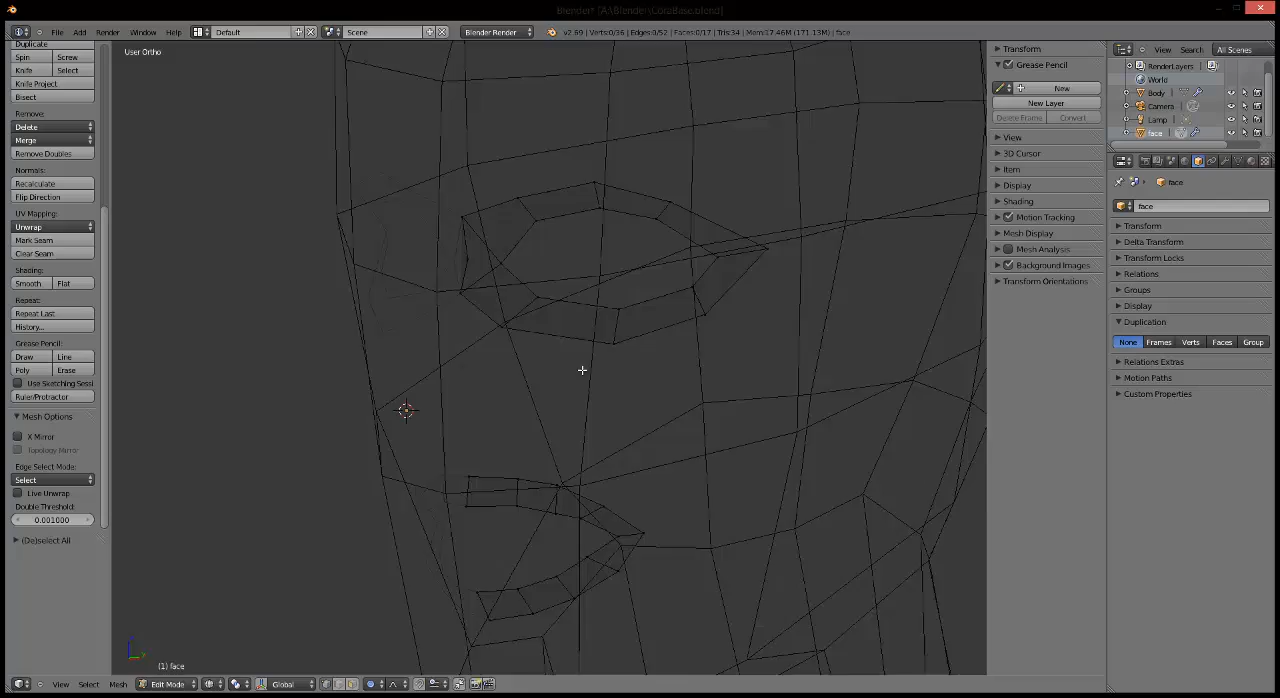 Blender* [A:\Blender\CoraBase.blend]
File Add Render Window Help Default Scene Blender Render v2.69 | Verts:0/36 | Edges:0/52 | Faces:0/17 | Tris:34 | Mem:17.46M (171.13M) | face
Duplicate
Spin Screw
Knife Select
Knife Project
Bisect
Remove:
Delete
Merge
Remove Doubles
Normals:
Recalculate
Flip Direction
UV Mapping:
Unwrap
Mark Seam
Clear Seam
Shading:
Smooth Flat
Repeat:
Repeat Last
History...
Grease Pencil:
Draw Line
Poly Erase
Use Sketching Sessi
Ruler/Protractor
Mesh Options
X Mirror
Topology Mirror
Edge Select Mode:
Select
Live Unwrap
Double Threshold:
0.001000
(De)select All
User Ortho
(1) face
View Select Mesh Edit Mode Global
Transform
Grease Pencil
New
New Layer
Delete Frame Convert
View
3D Cursor
Item
Display
Shading
Motion Tracking
Mesh Display
Mesh Analysis
Background Images
Transform Orientations
View Search All Scenes
RenderLayers
World
Body
Camera
Lamp
face
face
face
Transform
Delta Transform
Transform Locks
Relations
Groups
Display
Duplication
None Frames Verts Faces Group
Relations Extras
Motion Paths
Custom Properties